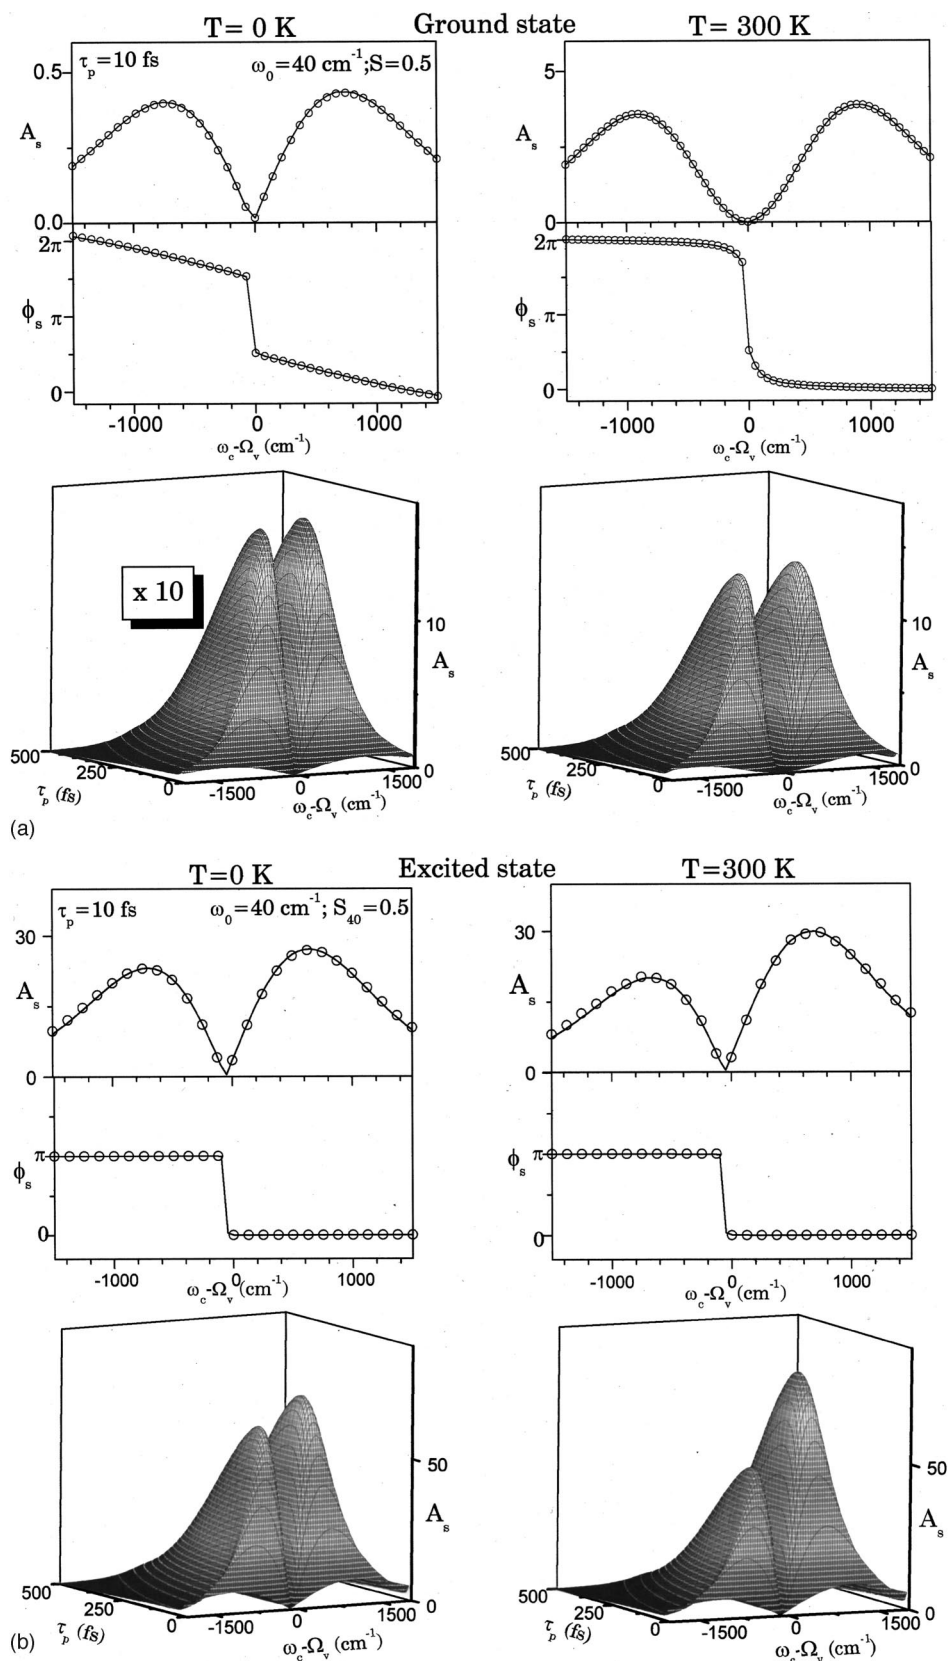 Ground state
T= 0 K
T= 300 K
τp=10 fs
ω0=40 cm-1;S=0.5
0.5
As
0.0
2π
ϕs π
0
-1000 0 1000
ωc-Ωv (cm-1)
5
As
0
2π
ϕs π
0
-1000 0 1000
ωc-Ωv (cm-1)
x 10
10
As
0
500
250
0
τp (fs)
-1500 0 1500
ωc-Ωv (cm-1)
10
As
0
500
250
0
τp (fs)
-1500 0 1500
ωc-Ωv (cm-1)
(a)
Excited state
T=0 K
T=300 K
τp=10 fs
ω0=40 cm-1; S40=0.5
30
As
0
π
ϕs
0
-1000 0 1000
ωc-Ωv (cm-1)
30
As
0
ϕs π
0
-1000 0 1000
ωc-Ωv (cm-1)
50
As
0
500
250
0
τp (fs)
-1500 0 1500
ωc-Ωv (cm-1)
50
As
0
500
250
0
τp (fs)
-1500 0 1500
ωc-Ωv (cm-1)
(b)